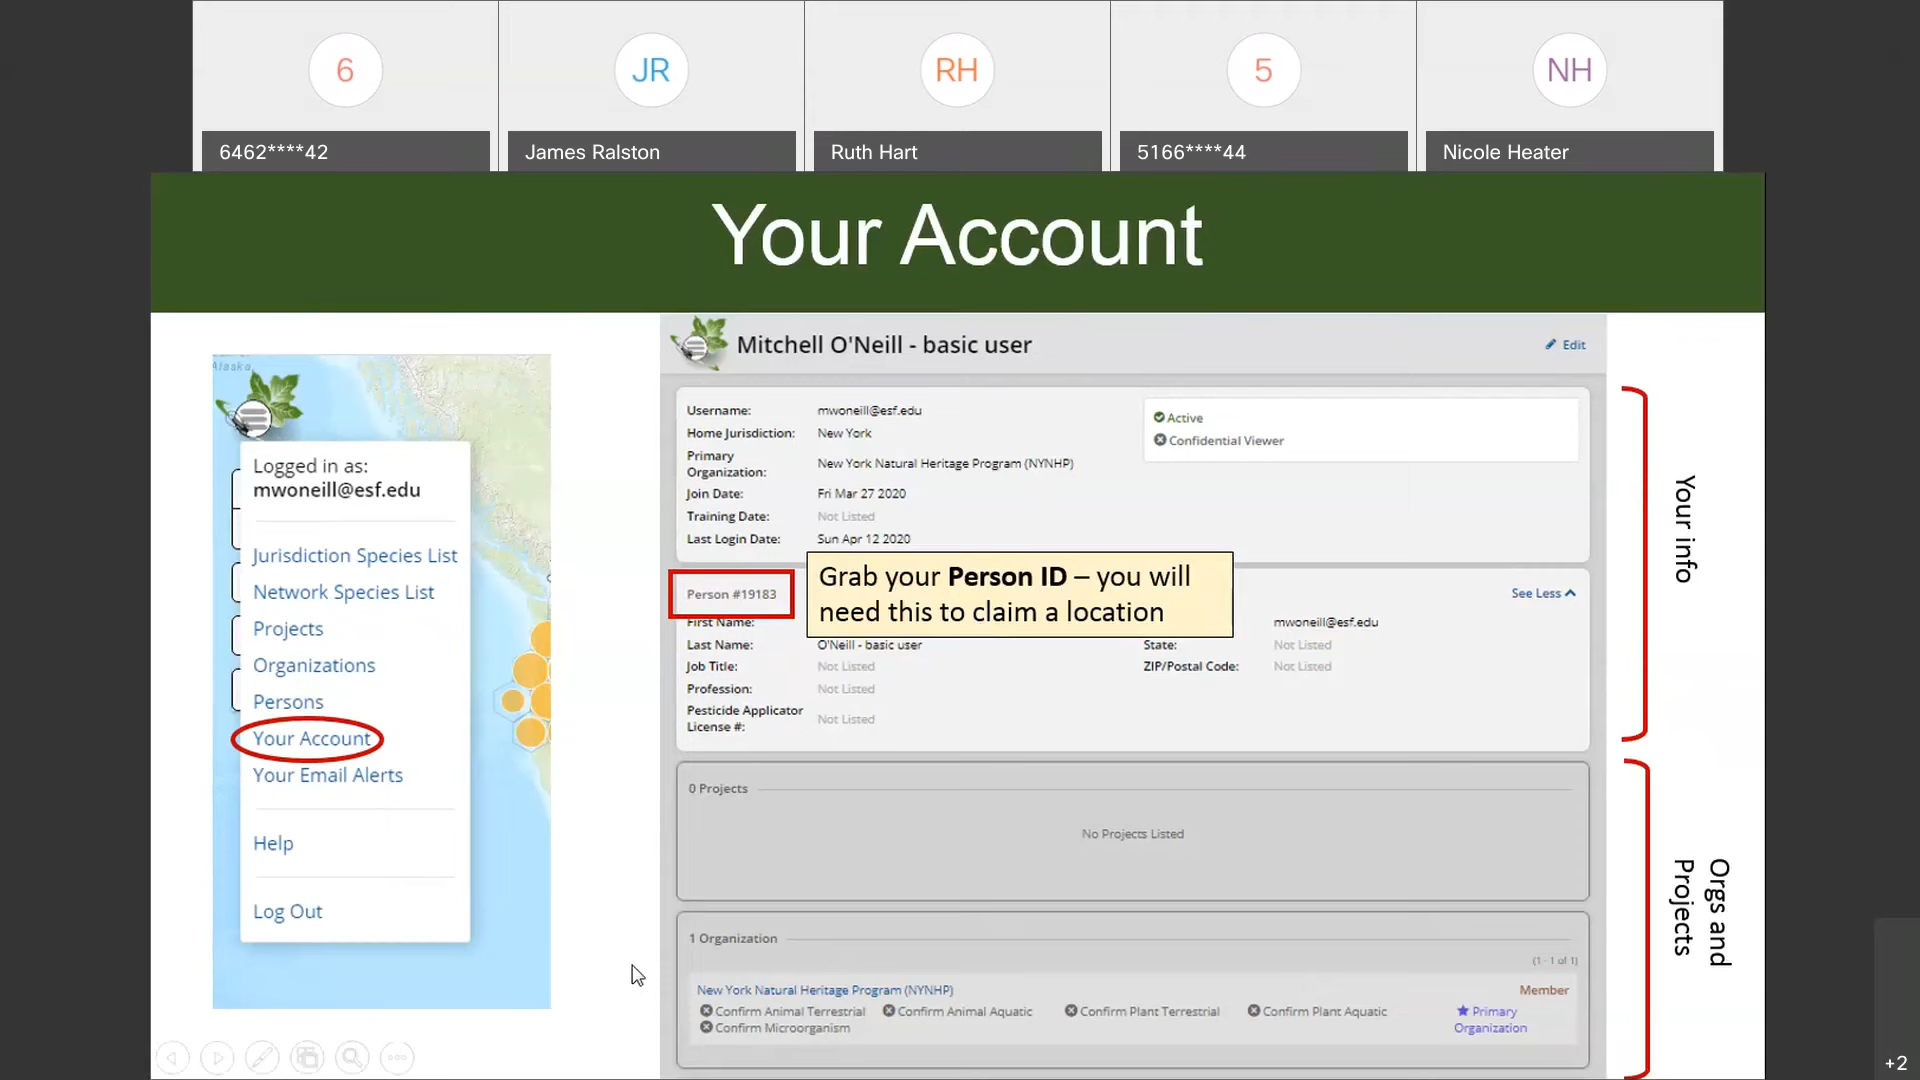 6
JR
RH
5
NH
6462****42
James Ralston
Ruth Hart
5166****44
Nicole Heater
Your Account
Alaska
Logged in as:
mwoneill@esf.edu
Jurisdiction Species List
Network Species List
Projects
Organizations
Persons
Your Account
Your Email Alerts
Help
Log Out
Mitchell O'Neill - basic user
Edit
Username: mwoneill@esf.edu
Home Jurisdiction: New York
Primary
Organization: New York Natural Heritage Program (NYNHP)
Join Date: Fri Mar 27 2020
Training Date: Not Listed
Last Login Date: Sun Apr 12 2020
Active
Confidential Viewer
Person #19183
See Less
Grab your Person ID – you will
need this to claim a location
First Name:
mwoneill@esf.edu
Last Name: O'Neill - basic user
State: Not Listed
Job Title: Not Listed
ZIP/Postal Code: Not Listed
Profession: Not Listed
Pesticide Applicator
License #: Not Listed
0 Projects
No Projects Listed
1 Organization
(1 - 1 of 1)
New York Natural Heritage Program (NYNHP)
Member
Confirm Animal Terrestrial
Confirm Animal Aquatic
Confirm Plant Terrestrial
Confirm Plant Aquatic
Confirm Microorganism
Primary
Organization
Your info
Orgs and
Projects
+2